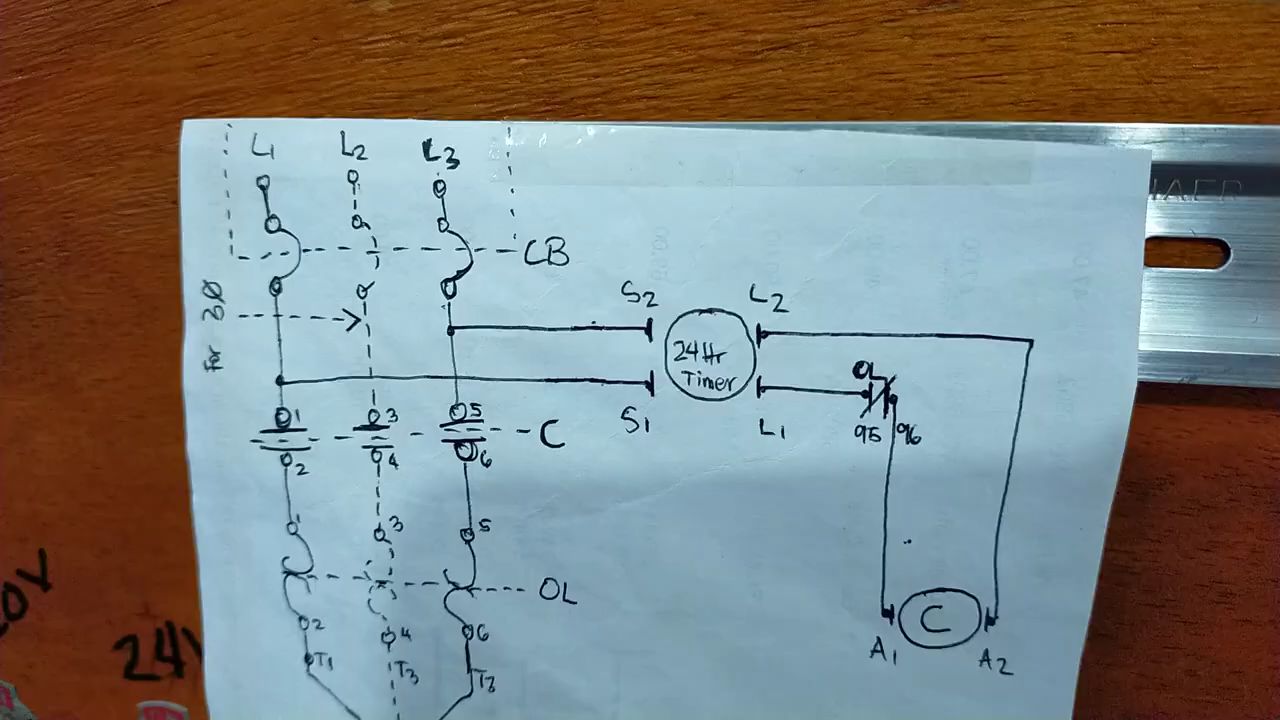 L1 L2 L3
CB
For 3Ø
S2 L2
24Hr
Timer
S1 L1
OL
95 96
1 3 5
C
2 4 6
3 5
OL
2 4 6
T1 T3 T3
C
A1 A2
24V
0V